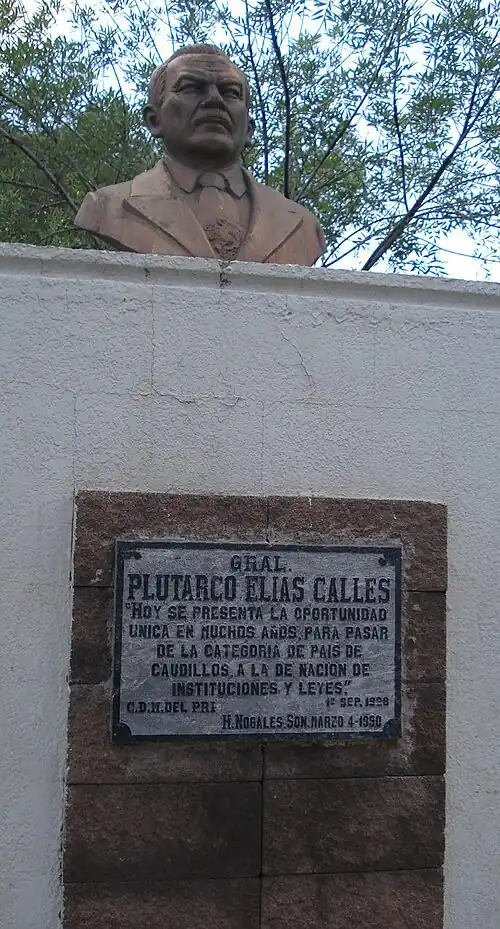 GRAL.
PLUTARCO ELIAS CALLES
"HOY SE PRESENTA LA OPORTUNIDAD
UNICA EN MUCHOS AÑOS, PARA PASAR
DE LA CATEGORIA DE PAIS DE
CAUDILLOS, A LA DE NACION DE
INSTITUCIONES Y LEYES."
C.D.M. DEL PRI 1º SEP. 1928
H. NOGALES, SON. MARZO 4-1990